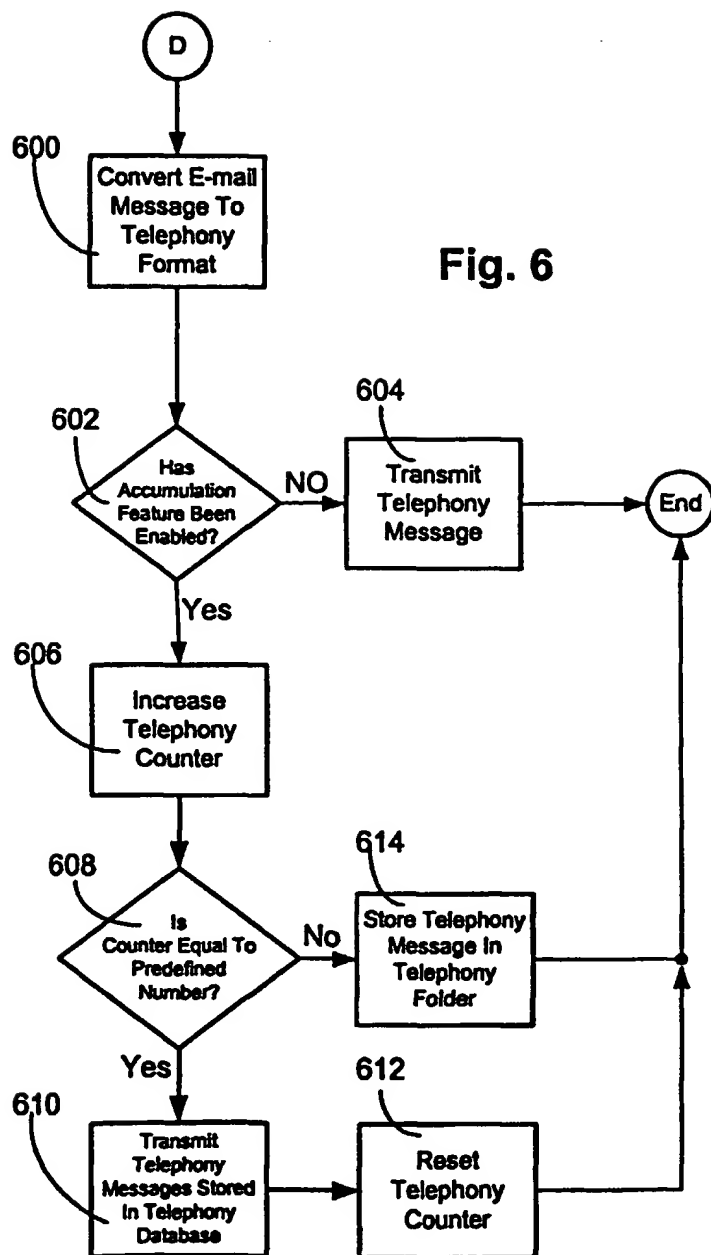 D
600
Convert E-mail
Message To
Telephony
Format
Fig. 6
602
Has
Accumulation
Feature Been
Enabled?
NO
604
Transmit
Telephony
Message
End
Yes
606
Increase
Telephony
Counter
608
Is
Counter Equal To
Predefined
Number?
No
614
Store Telephony
Message In
Telephony
Folder
Yes
610
Transmit
Telephony
Messages Stored
In Telephony
Database
612
Reset
Telephony
Counter